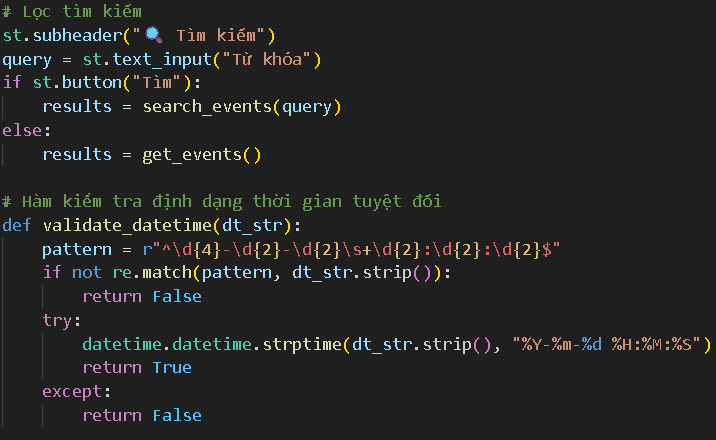 # Lọc tìm kiếm
st.subheader("🔍 Tìm kiếm")
query = st.text_input("Từ khóa")
if st.button("Tìm"):
    results = search_events(query)
else:
    results = get_events()

# Hàm kiểm tra định dạng thời gian tuyệt đối
def validate_datetime(dt_str):
    pattern = r"^\d{4}-\d{2}-\d{2}\s+\d{2}:\d{2}:\d{2}$"
    if not re.match(pattern, dt_str.strip()):
        return False
    try:
        datetime.datetime.strptime(dt_str.strip(), "%Y-%m-%d %H:%M:%S")
        return True
    except:
        return False